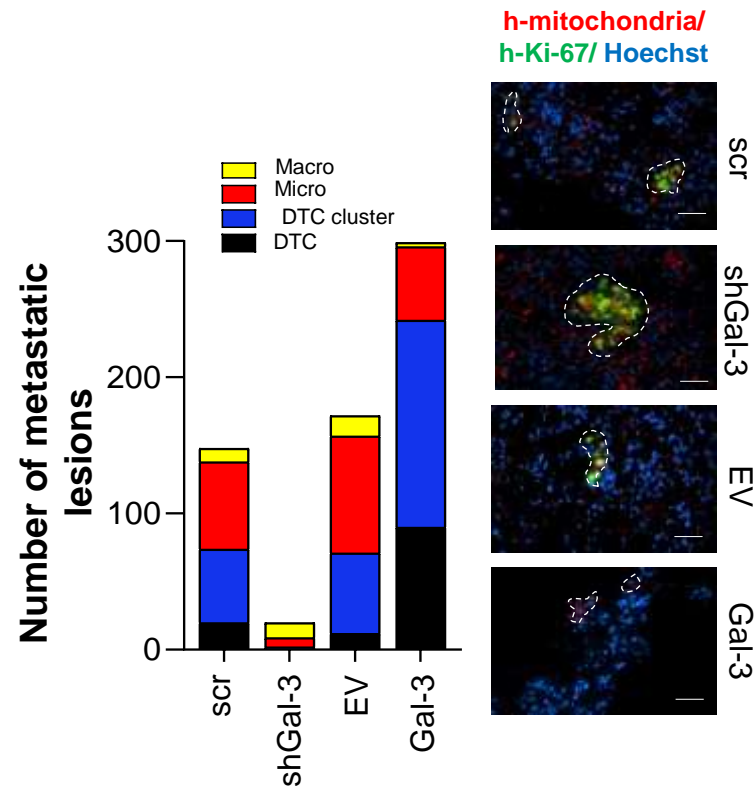 h-mitochondria/
h-Ki-67/ Hoechst
scr
shGal-3
EV
Gal-3
Macro
Micro
DTC cluster
DTC
Number of metastatic
lesions
300
200
100
0
scr
shGal-3
EV
Gal-3